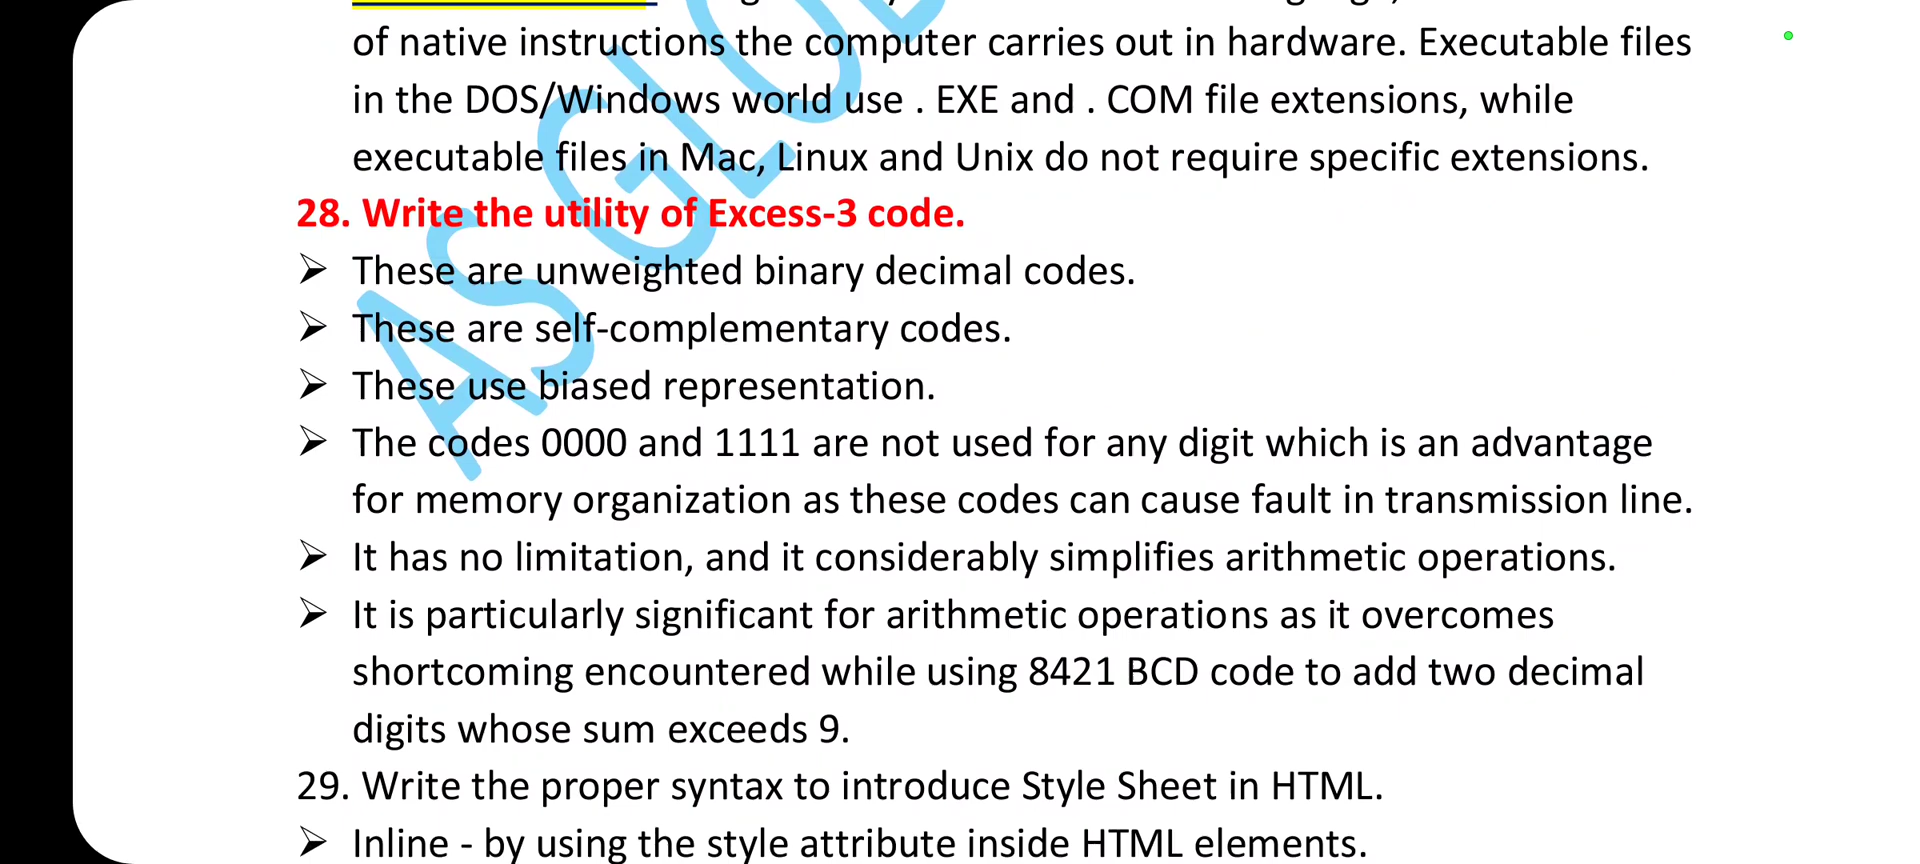 of native instructions the computer carries out in hardware. Executable files
in the DOS/Windows world use . EXE and . COM file extensions, while
executable files in Mac, Linux and Unix do not require specific extensions.
28. Write the utility of Excess-3 code.
➢ These are unweighted binary decimal codes.
➢ These are self-complementary codes.
➢ These use biased representation.
➢ The codes 0000 and 1111 are not used for any digit which is an advantage
for memory organization as these codes can cause fault in transmission line.
➢ It has no limitation, and it considerably simplifies arithmetic operations.
➢ It is particularly significant for arithmetic operations as it overcomes
shortcoming encountered while using 8421 BCD code to add two decimal
digits whose sum exceeds 9.
29. Write the proper syntax to introduce Style Sheet in HTML.
➢ Inline - by using the style attribute inside HTML elements.
AS GLO